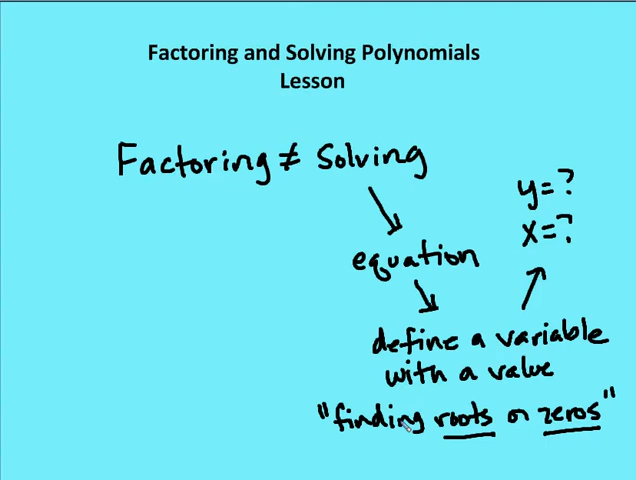 Factoring and Solving Polynomials
Lesson
Factoring ≠ Solving
y=?
x=?
equation
define a variable
with a value
"finding roots or zeros"